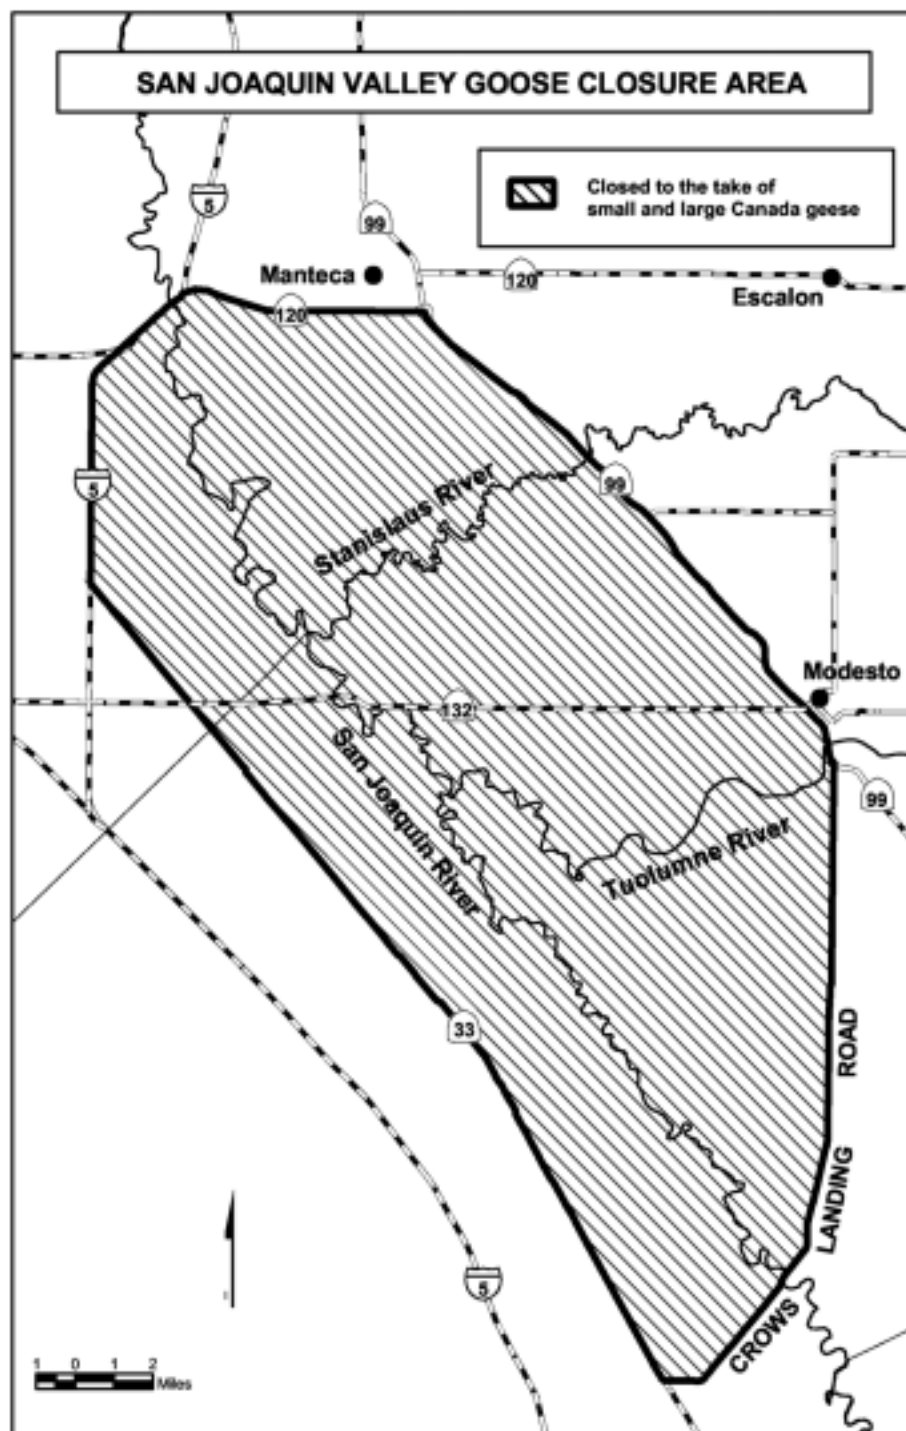 SAN JOAQUIN VALLEY GOOSE CLOSURE AREA
Closed to the take of
small and large Canada geese
5
99
Manteca
120
Escalon
120
5
Stanislaus River
99
Modesto
132
San Joaquin River
99
Tuolumne River
33
ROAD
LANDING
CROWS
5
1 0 1 2
Miles